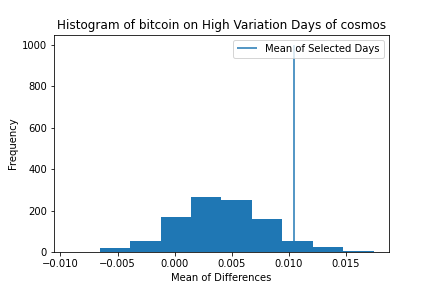 Histogram of bitcoin on High Variation Days of cosmos
Mean of Selected Days
1000
800
600
400
200
0
Frequency
−0.010 −0.005 0.000 0.005 0.010 0.015
Mean of Differences